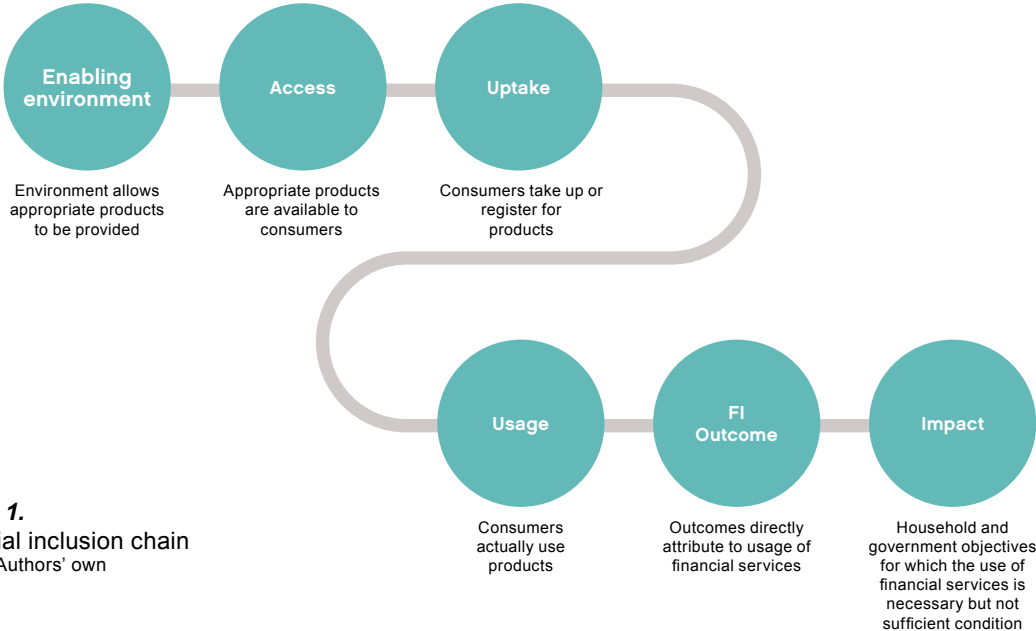 Enabling
environment
Access
Uptake
Environment allows
appropriate products
to be provided
Appropriate products
are available to
consumers
Consumers take up or
register for
products
Usage
FI
Outcome
Impact
Consumers
actually use
products
Outcomes directly
attribute to usage of
financial services
Household and
government objectives
for which the use of
financial services is
necessary but not
sufficient condition
1.
ial inclusion chain
Authors' own